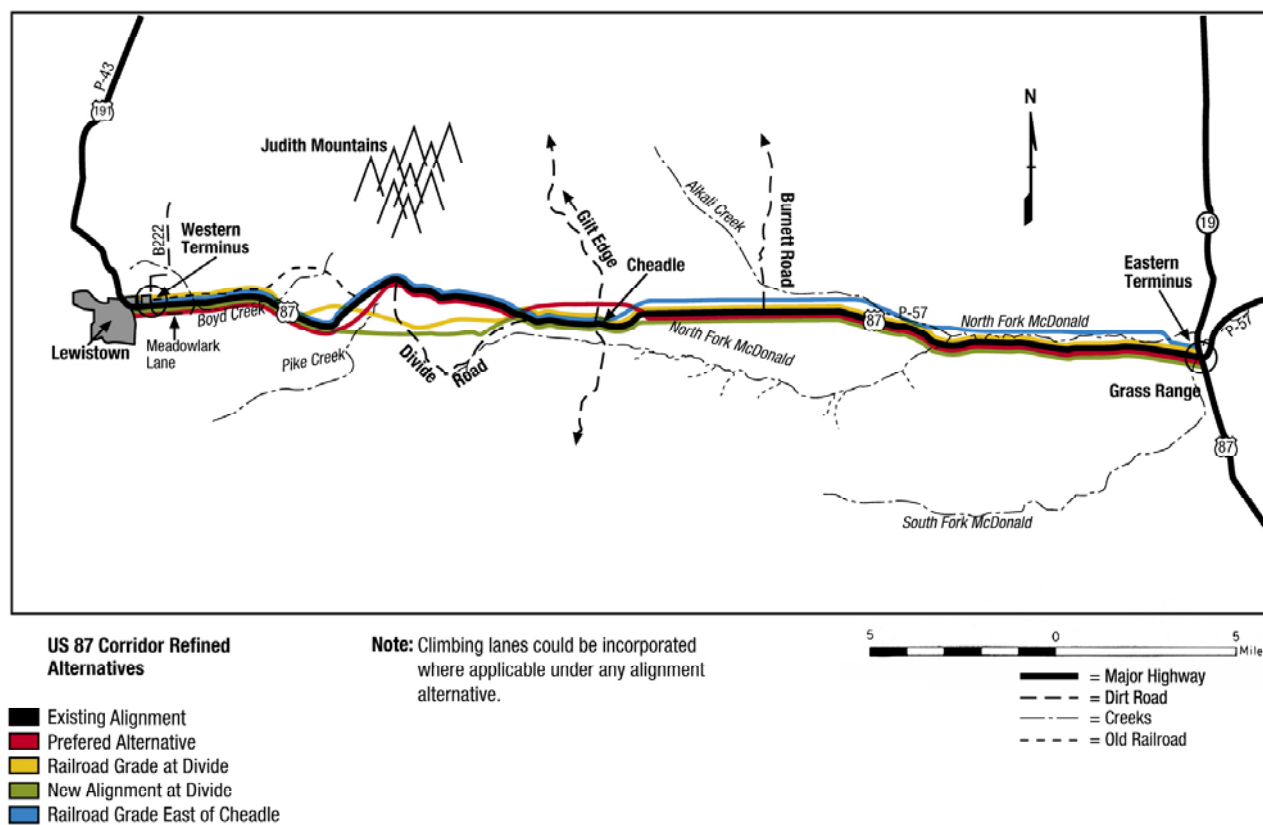 P-43
191
Judith Mountains
N
B222
Western
Terminus
Gilt Edge
Alkali Creek
Burnett Road
Cheadle
19
Eastern
Terminus
87
Boyd Creek
Lewistown
Meadowlark
Lane
Pike Creek
Divide Road
North Fork McDonald
87
P-57
North Fork McDonald
P-57
Grass Range
87
South Fork McDonald
US 87 Corridor Refined
Alternatives
Existing Alignment
Prefered Alternative
Railroad Grade at Divide
New Alignment at Divide
Railroad Grade East of Cheadle
Note: Climbing lanes could be incorporated
where applicable under any alignment
alternative.
5 0 5
Mile
= Major Highway
= Dirt Road
= Creeks
= Old Railroad